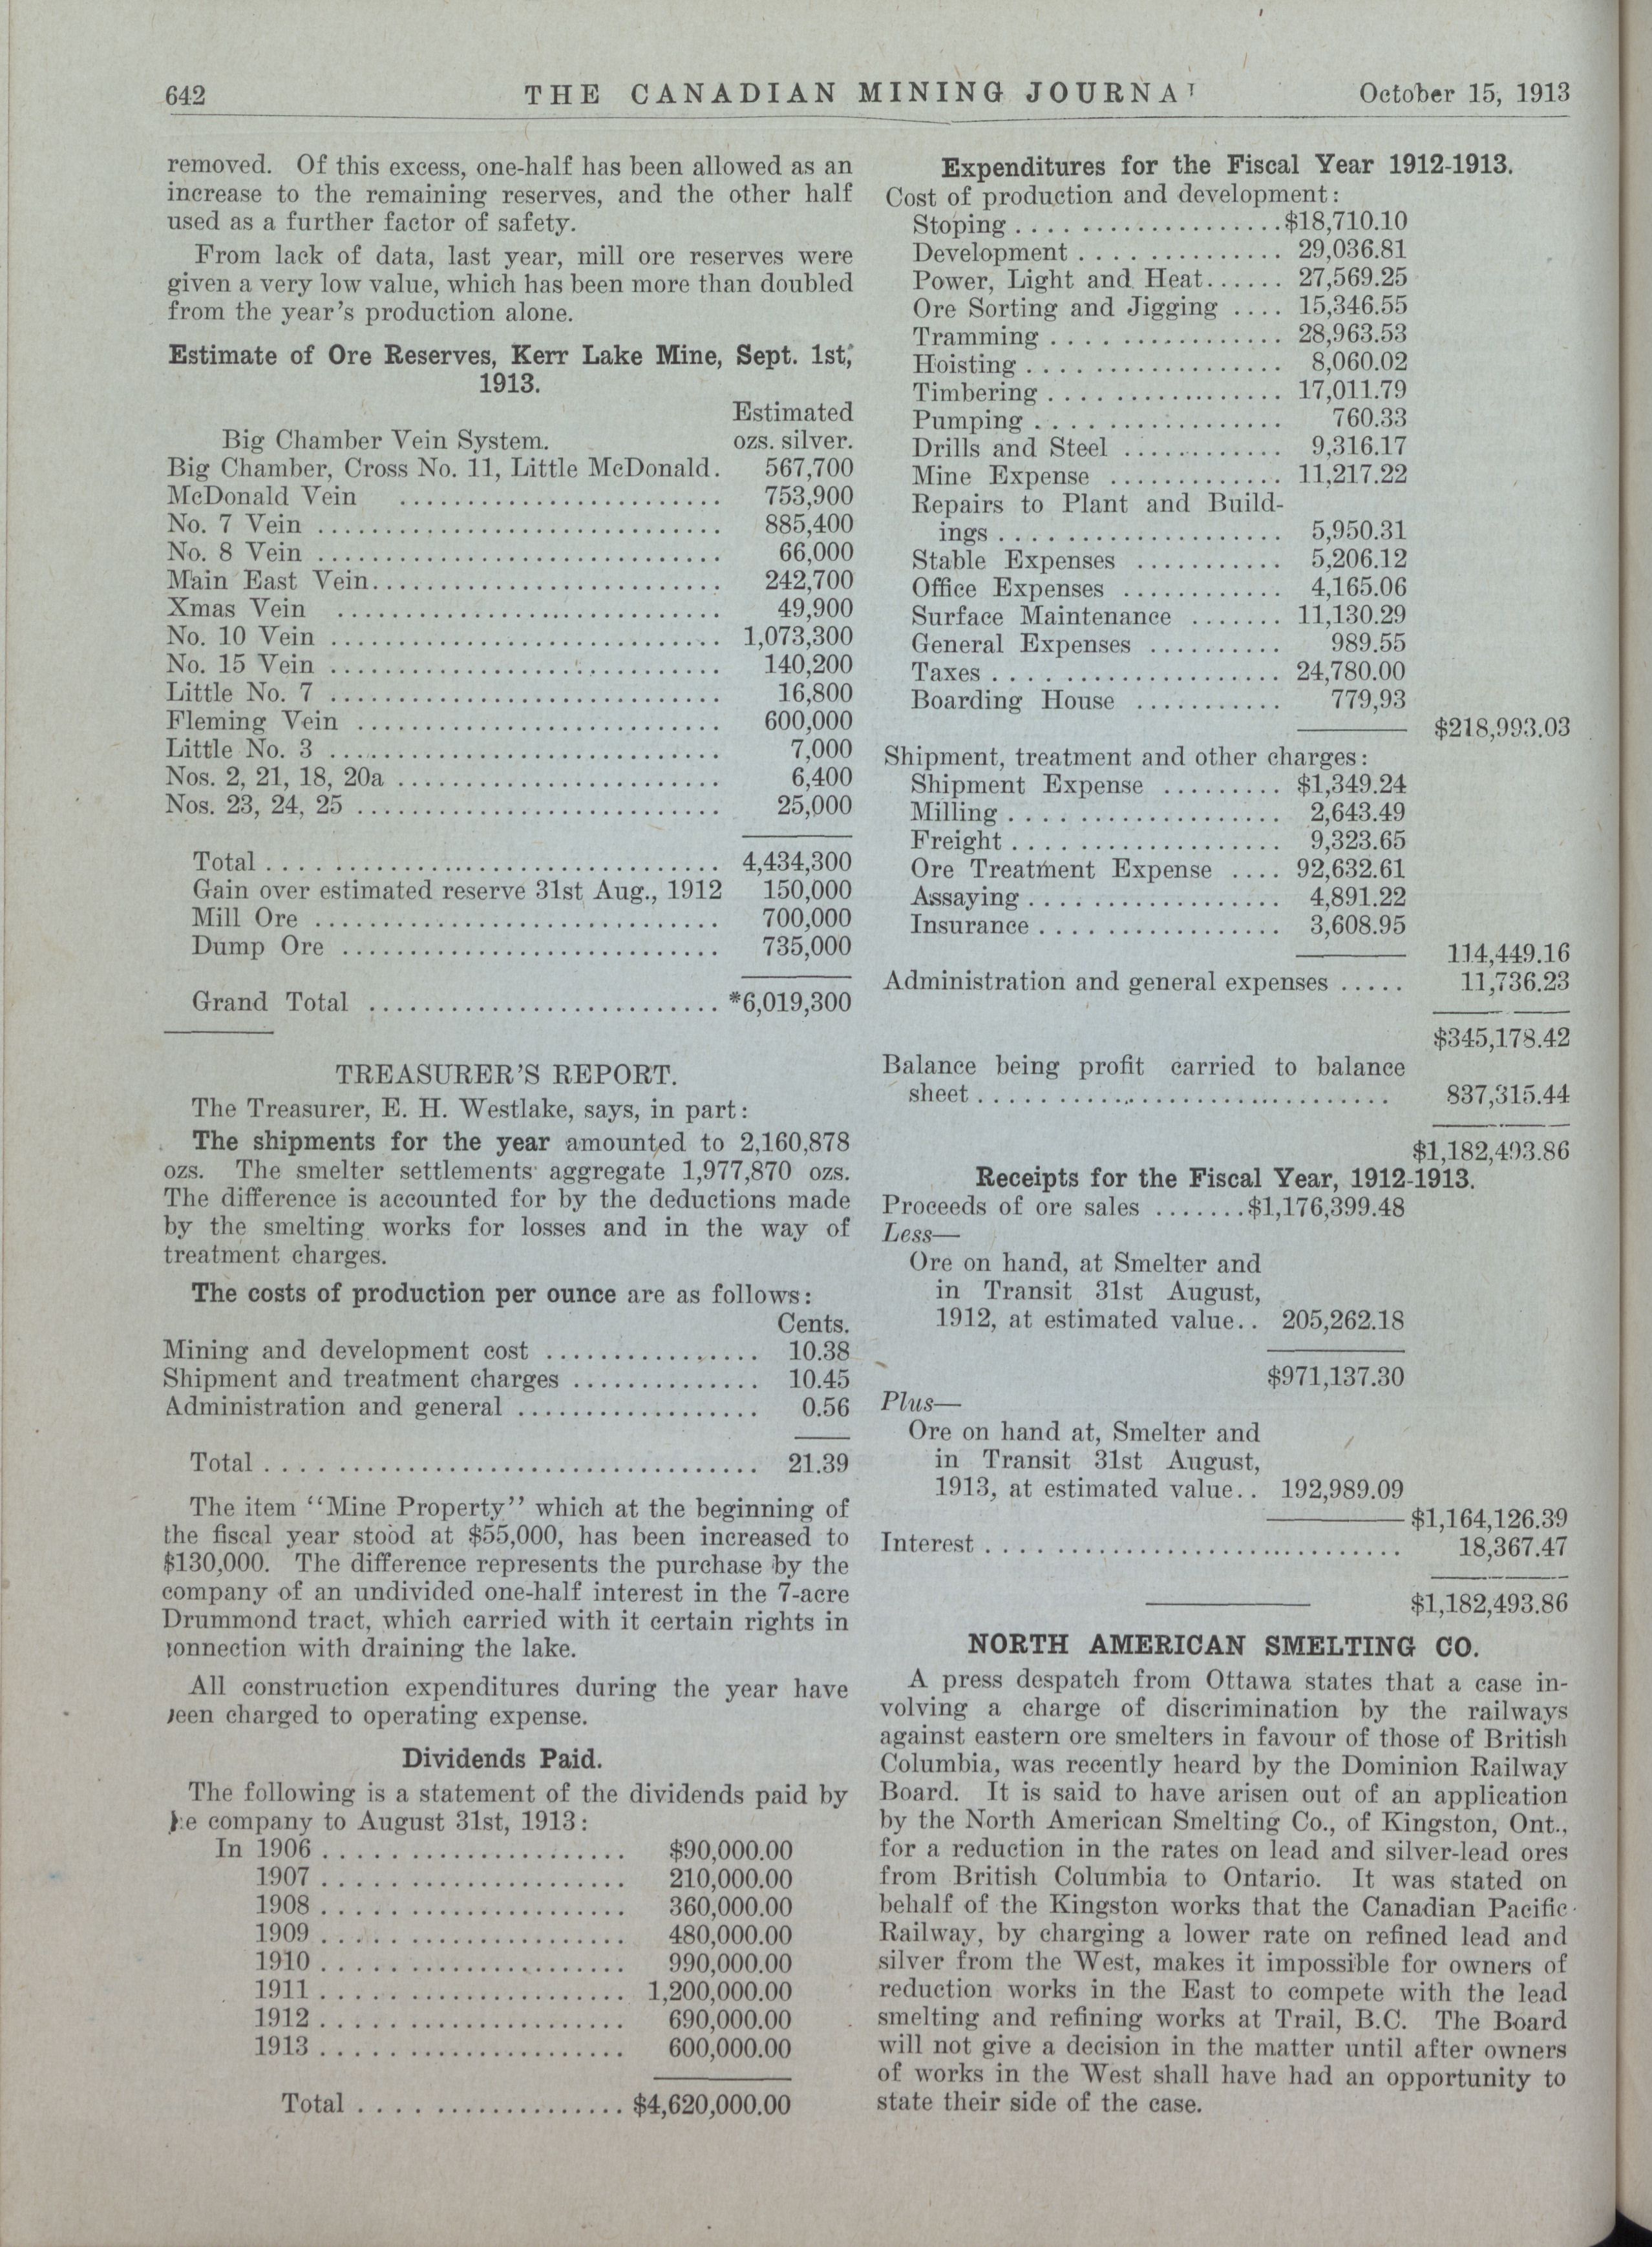 642 THE CANADIAN MINING JOURNA October 15, 1913
removed. Of this excess, one-half has been allowed as an
increase to the remaining reserves, and the other half
used as a further factor of safety.
From lack of data, last year, mill ore reserves were
given a very low value, which has been more than doubled
from the year's production alone.
Estimate of Ore Reserves, Kerr Lake Mine, Sept. 1st,
1913.
Estimated
Big Chamber Vein System. ozs. silver.
Big Chamber, Cross No. 11, Little McDonald. 567,700
McDonald Vein ........................ 753,900
No. 7 Vein .............................. 885,400
No. 8 Vein .............................. 66,000
Main East Vein.......................... 242,700
Xmas Vein ............................. 49,900
No. 10 Vein ............................. 1,073,300
No. 15 Vein ............................. 140,200
Little No. 7 ............................. 16,800
Fleming Vein ........................... 600,000
Little No. 3 ............................. 7,000
Nos. 2, 21, 18, 20a ........................ 6,400
Nos. 23, 24, 25 ........................... 25,000
Total .................................. 4,434,300
Gain over estimated reserve 31st Aug., 1912 150,000
Mill Ore .............................. 700,000
Dump Ore ............................ 735,000
Grand Total .......................... *6,019,300
TREASURER'S REPORT.
The Treasurer, E. H. Westlake, says, in part:
The shipments for the year amounted to 2,160,878
ozs. The smelter settlements aggregate 1,977,870 ozs.
The difference is accounted for by the deductions made
by the smelting works for losses and in the way of
treatment charges.
The costs of production per ounce are as follows:
Cents.
Mining and development cost ................ 10.38
Shipment and treatment charges .............. 10.45
Administration and general .................. 0.56
Total .................................... 21.39
The item "Mine Property" which at the beginning of
the fiscal year stood at $55,000, has been increased to
$130,000. The difference represents the purchase by the
company of an undivided one-half interest in the 7-acre
Drummond tract, which carried with it certain rights in
onnection with draining the lake.
All construction expenditures during the year have
een charged to operating expense.
Dividends Paid.
The following is a statement of the dividends paid by
he company to August 31st, 1913:
In 1906 ...................... $90,000.00
1907 ...................... 210,000.00
1908 ...................... 360,000.00
1909 ...................... 480,000.00
1910 ...................... 990,000.00
1911 ...................... 1,200,000.00
1912 ...................... 690,000.00
1913 ...................... 600,000.00
Total ................... $4,620,000.00
Expenditures for the Fiscal Year 1912-1913.
Cost of production and development:
Stoping ................... $18,710.10
Development ............... 29,036.81
Power, Light and Heat...... 27,569.25
Ore Sorting and Jigging .... 15,346.55
Tramming ................. 28,963.53
Hoisting ................... 8,060.02
Timbering ................. 17,011.79
Pumping .................. 760.33
Drills and Steel ............ 9,316.17
Mine Expense ............. 11,217.22
Repairs to Plant and Build-
ings .................... 5,950.31
Stable Expenses ........... 5,206.12
Office Expenses ............ 4,165.06
Surface Maintenance ....... 11,130.29
General Expenses .......... 989.55
Taxes ..................... 24,780.00
Boarding House ........... 779,93
$218,993.03
Shipment, treatment and other charges:
Shipment Expense ......... $1,349.24
Milling .................... 2,643.49
Freight .................... 9,323.65
Ore Treatment Expense .... 92,632.61
Assaying ................... 4,891.22
Insurance .................. 3,608.95
114,449.16
Administration and general expenses ..... 11,736.23
$345,178.42
Balance being profit carried to balance
sheet ............................... 837,315.44
$1,182,493.86
Receipts for the Fiscal Year, 1912-1913.
Proceeds of ore sales .......$1,176,399.48
Less—
Ore on hand, at Smelter and
in Transit 31st August,
1912, at estimated value.. 205,262.18
$971,137.30
Plus—
Ore on hand at, Smelter and
in Transit 31st August,
1913, at estimated value.. 192,989.09
$1,164,126.39
Interest ............................... 18,367.47
$1,182,493.86
NORTH AMERICAN SMELTING CO.
A press despatch from Ottawa states that a case in-
volving a charge of discrimination by the railways
against eastern ore smelters in favour of those of British
Columbia, was recently heard by the Dominion Railway
Board. It is said to have arisen out of an application
by the North American Smelting Co., of Kingston, Ont.,
for a reduction in the rates on lead and silver-lead ores
from British Columbia to Ontario. It was stated on
behalf of the Kingston works that the Canadian Pacific
Railway, by charging a lower rate on refined lead and
silver from the West, makes it impossible for owners of
reduction works in the East to compete with the lead
smelting and refining works at Trail, B.C. The Board
will not give a decision in the matter until after owners
of works in the West shall have had an opportunity to
state their side of the case.